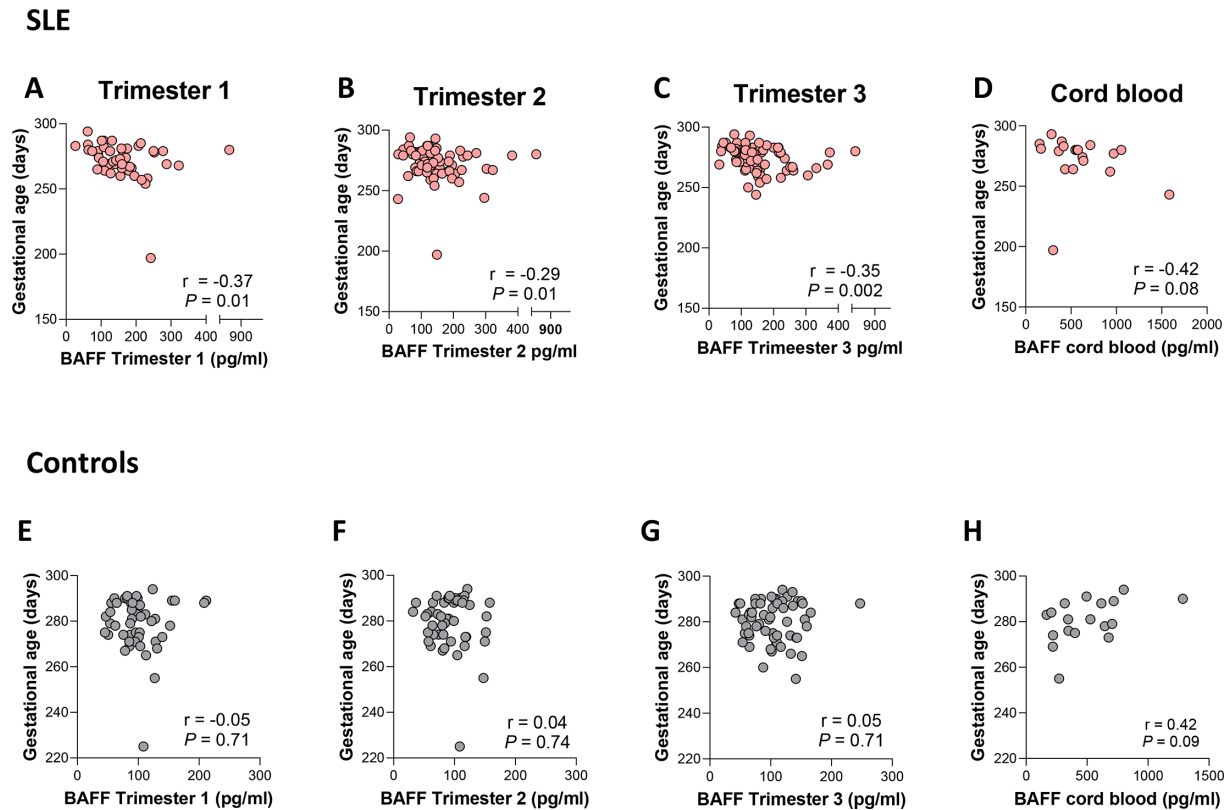 SLE
A
Trimester 1
Gestational age (days)
300
250
200
150
0 100 200 300 400 900
r = -0.37
P = 0.01
BAFF Trimester 1 (pg/ml)
B
Trimester 2
Gestational age (days)
300
250
200
150
0 100 200 300 400 900
r = -0.29
P = 0.01
BAFF Trimester 2 pg/ml)
C
Trimester 3
Gestational age (days)
300
250
200
150
0 100 200 300 400 900
r = -0.35
P = 0.002
BAFF Trimeester 3 pg/ml)
D
Cord blood
Gestational age (days)
300
250
200
150
0 500 1000 1500 2000
r = -0.42
P = 0.08
BAFF cord blood (pg/ml)
Controls
E
Gestational age (days)
300
280
260
240
220
0 100 200 300
r = -0.05
P = 0.71
BAFF Trimester 1 (pg/ml)
F
Gestational age (days)
300
280
260
240
220
0 100 200 300
r = 0.04
P = 0.74
BAFF Trimester 2 (pg/ml)
G
Gestational age (days)
300
280
260
240
220
0 100 200 300
r = 0.05
P = 0.71
BAFF Trimester 3 (pg/ml)
H
Gestational age (days)
300
280
260
240
220
0 500 1000 1500
r = 0.42
P = 0.09
BAFF cord blood (pg/ml)